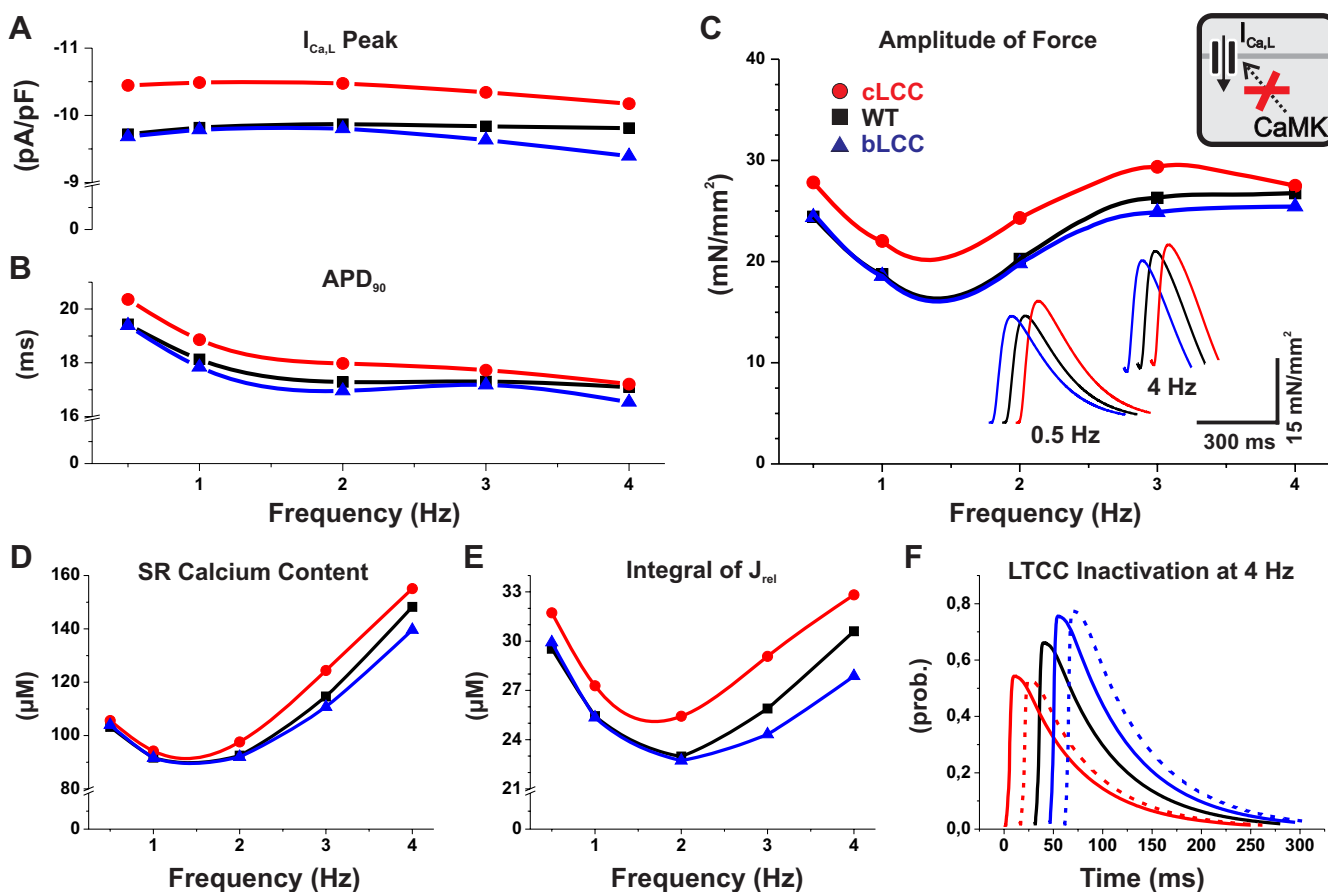 A
I_Ca,L Peak
-11
-10
-9
0
(pA/pF)
B
APD_90
20
18
16
0
(ms)
1
2
3
4
Frequency (Hz)
C
Amplitude of Force
I_Ca,L
CaMK
cLCC
WT
bLCC
40
30
20
10
0
(mN/mm²)
0.5 Hz
4 Hz
15 mN/mm²
300 ms
1
2
3
4
Frequency (Hz)
D
SR Calcium Content
160
140
120
100
80
0
(µM)
1
2
3
4
Frequency (Hz)
E
Integral of J_rel
33
30
27
24
21
0
(µM)
1
2
3
4
Frequency (Hz)
F
LTCC Inactivation at 4 Hz
0,8
0,6
0,4
0,2
0,0
(prob.)
0
50
100
150
200
250
300
Time (ms)